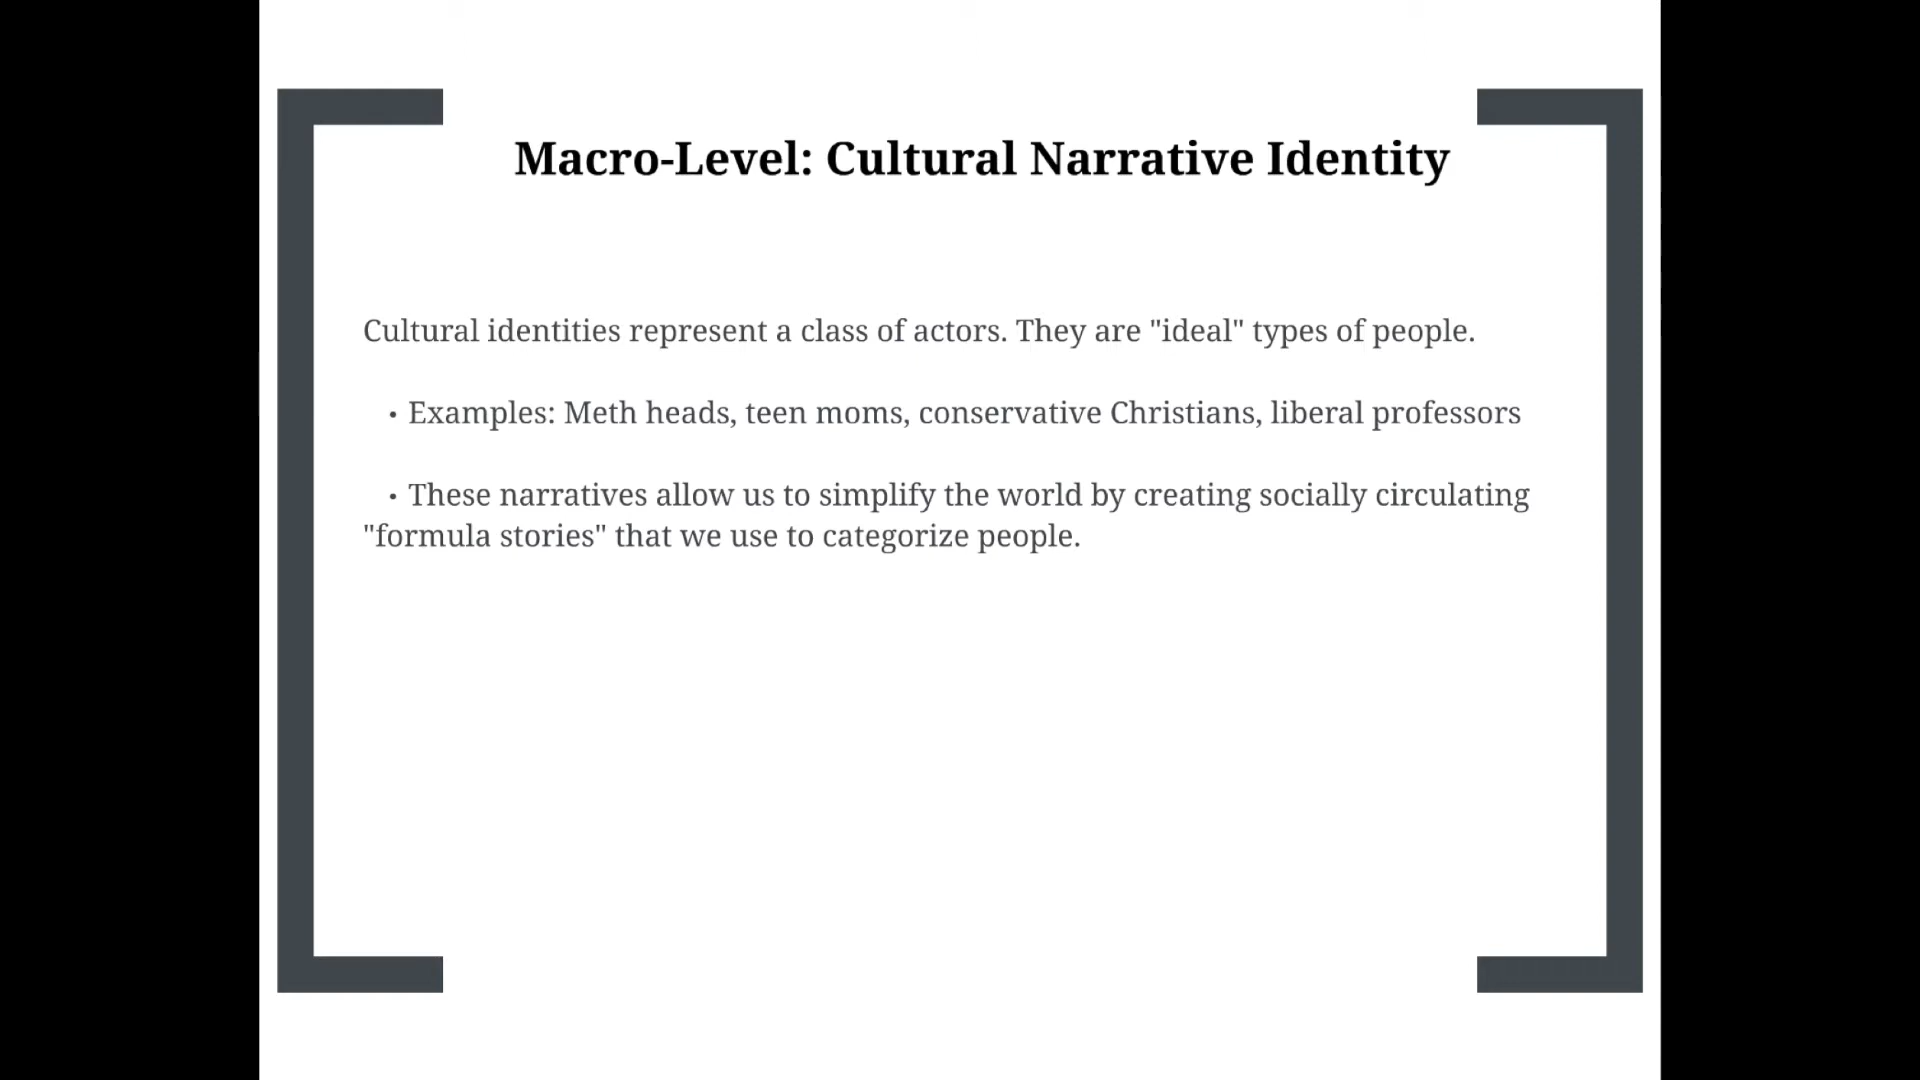 Macro-Level: Cultural Narrative Identity
Cultural identities represent a class of actors. They are "ideal" types of people.
• Examples: Meth heads, teen moms, conservative Christians, liberal professors
• These narratives allow us to simplify the world by creating socially circulating
"formula stories" that we use to categorize people.